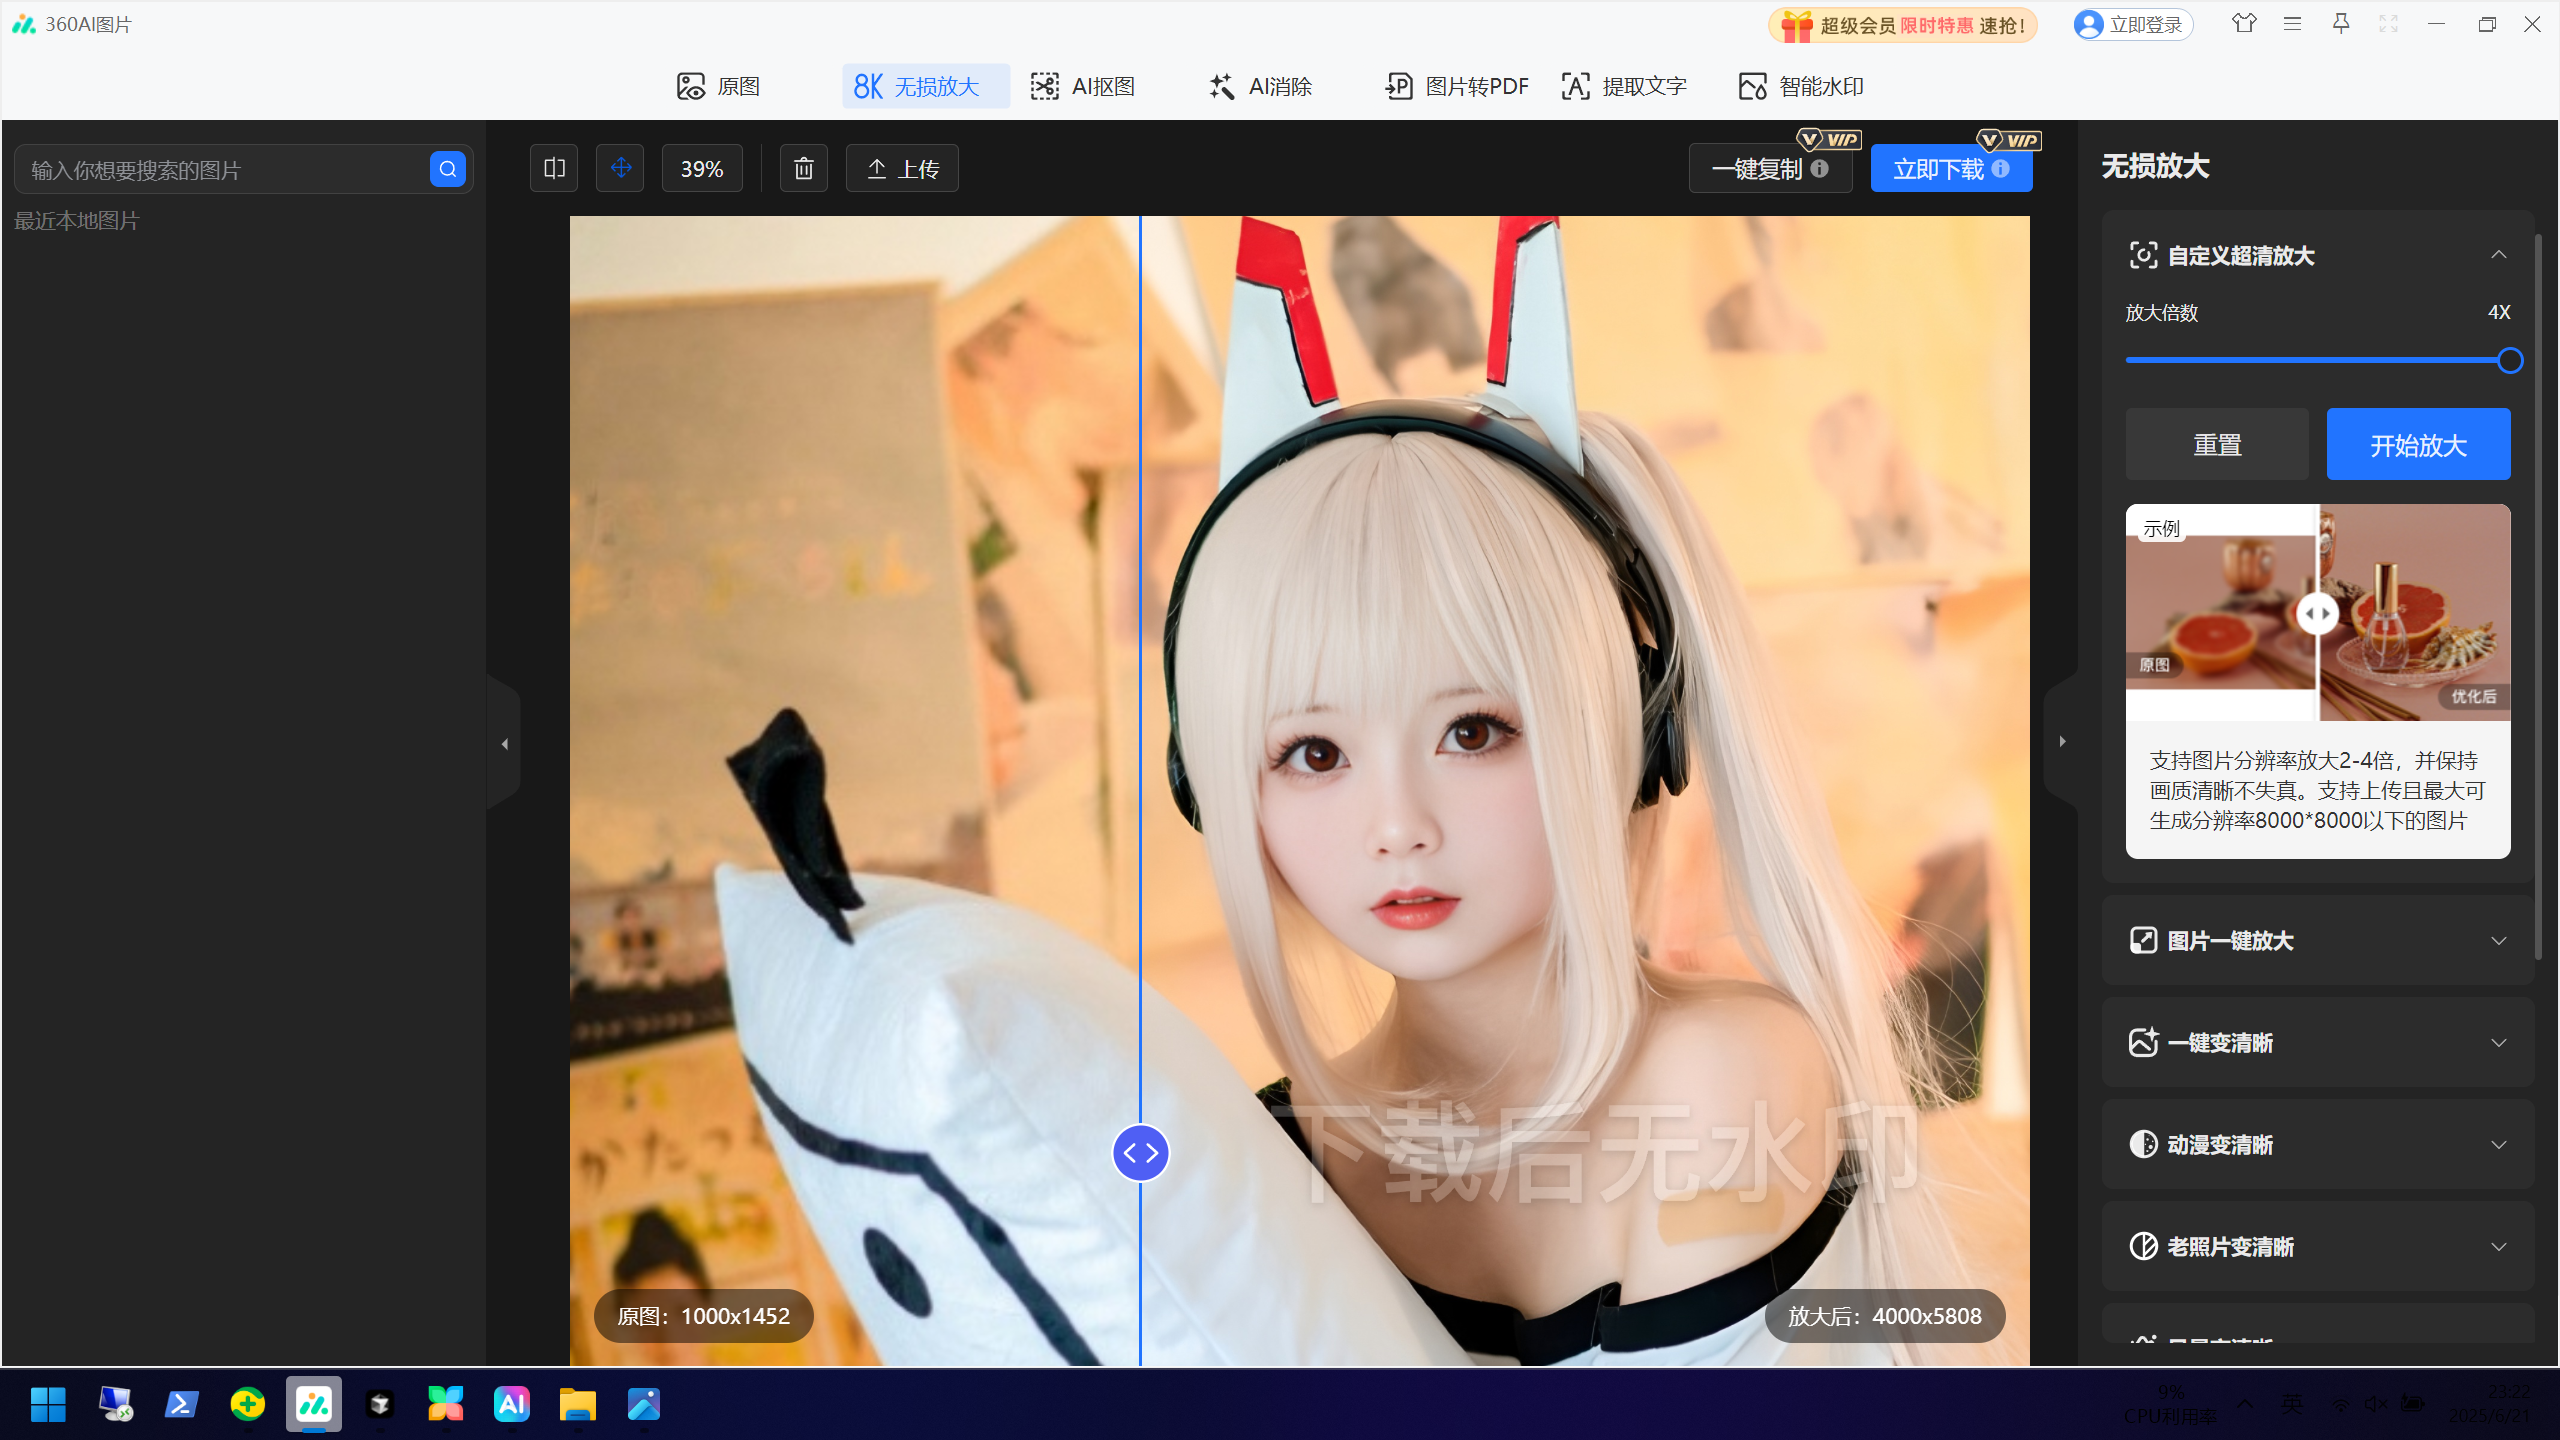 360AI图片
超级会员 限时特惠 速抢!
立即登录
原图
8K 无损放大
AI抠图
AI消除
图片转PDF
提取文字
智能水印
输入你想要搜索的图片
最近本地图片
39%
上传
一键复制
VIP
立即下载
VIP
下载后无水印
原图：1000x1452
放大后：4000x5808
无损放大
自定义超清放大
放大倍数
4X
重置
开始放大
示例
原图
优化后
支持图片分辨率放大2-4倍，并保持
画质清晰不失真。支持上传且最大可
生成分辨率8000*8000以下的图片
图片一键放大
一键变清晰
动漫变清晰
老照片变清晰
AI
9%
CPU利用率
英
23:22
2025/6/21